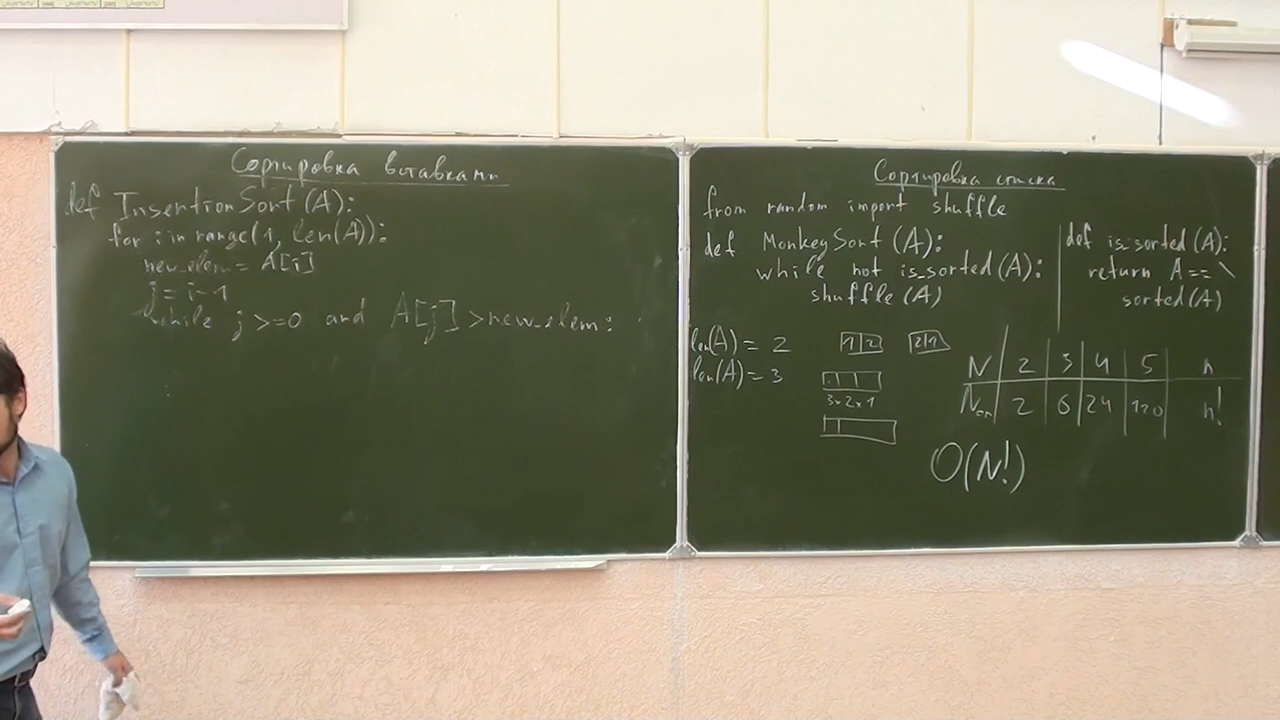 Сортировка вставками
def InsertionSort(A):
for i in range(1, len(A)):
new_elem = A[i]
j = i-1
while j >=0 and A[j] > new_elem:
Сортировка списка
from random import shuffle
def MonkeySort(A):
while not is_sorted(A):
shuffle(A)
def is_sorted(A):
return A == \
sorted(A)
len(A) = 2
len(A) = 3
1 2
2 1
3×2×1
N 2 3 4 5 n
2 6 24 120 n!
O(N!)